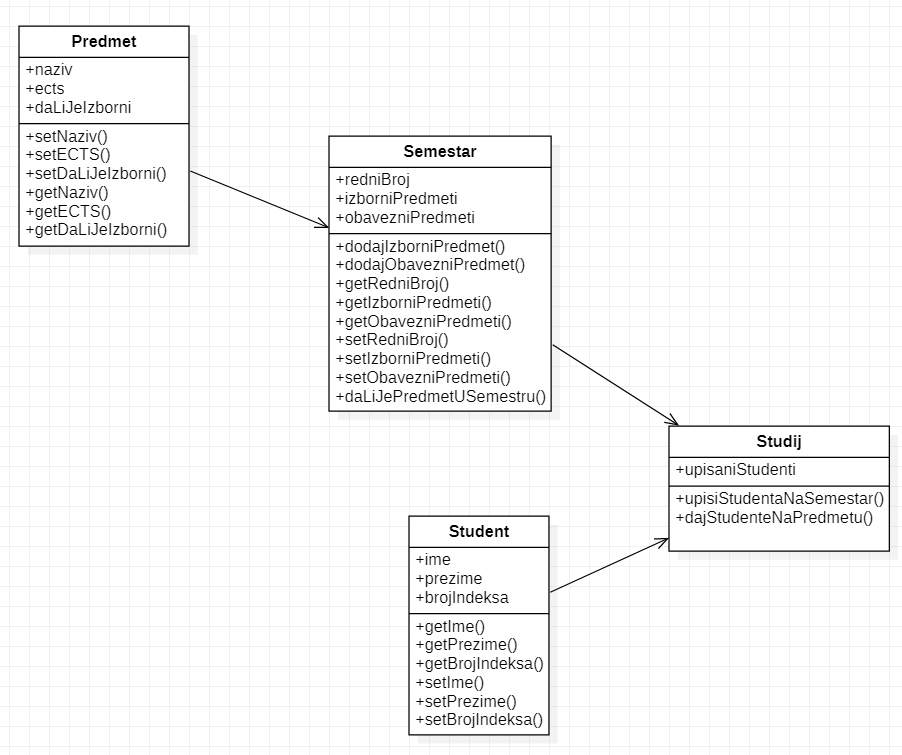 Predmet
+naziv
+ects
+daLiJeIzborni
+setNaziv()
+setECTS()
+setDaLiJeIzborni()
+getNaziv()
+getECTS()
+getDaLiJeIzborni()
Semestar
+redniBroj
+izborniPredmeti
+obavezniPredmeti
+dodajIzborniPredmet()
+dodajObavezniPredmet()
+getRedniBroj()
+getIzborniPredmeti()
+getObavezniPredmeti()
+setRedniBroj()
+setIzborniPredmeti()
+setObavezniPredmeti()
+daLiJePredmetUSemestru()
Studij
+upisaniStudenti
+upisiStudentaNaSemestar()
+dajStudenteNaPredmetu()
Student
+ime
+prezime
+brojIndeksa
+getIme()
+getPrezime()
+getBrojIndeksa()
+setIme()
+setPrezime()
+setBrojIndeksa()